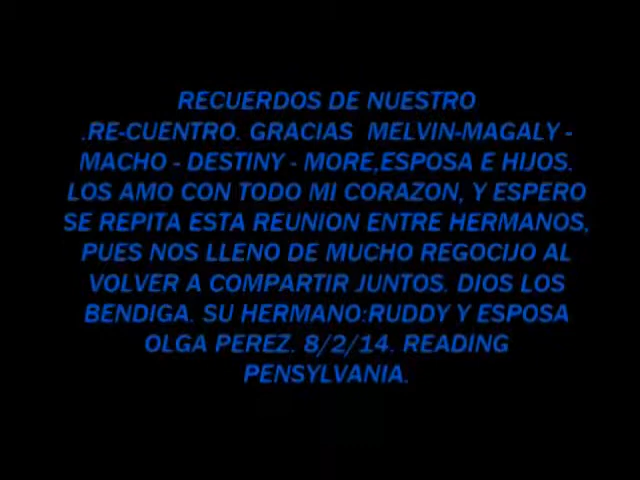 RECUERDOS DE NUESTRO
.RE-CUENTRO. GRACIAS  MELVIN-MAGALY -
MACHO - DESTINY - MORE,ESPOSA E HIJOS.
LOS AMO CON TODO MI CORAZON, Y ESPERO
SE REPITA ESTA REUNION ENTRE HERMANOS,
PUES NOS LLENO DE MUCHO REGOCIJO AL
VOLVER A COMPARTIR JUNTOS. DIOS LOS
BENDIGA. SU HERMANO:RUDDY Y ESPOSA
OLGA PEREZ. 8/2/14. READING
PENSYLVANIA.